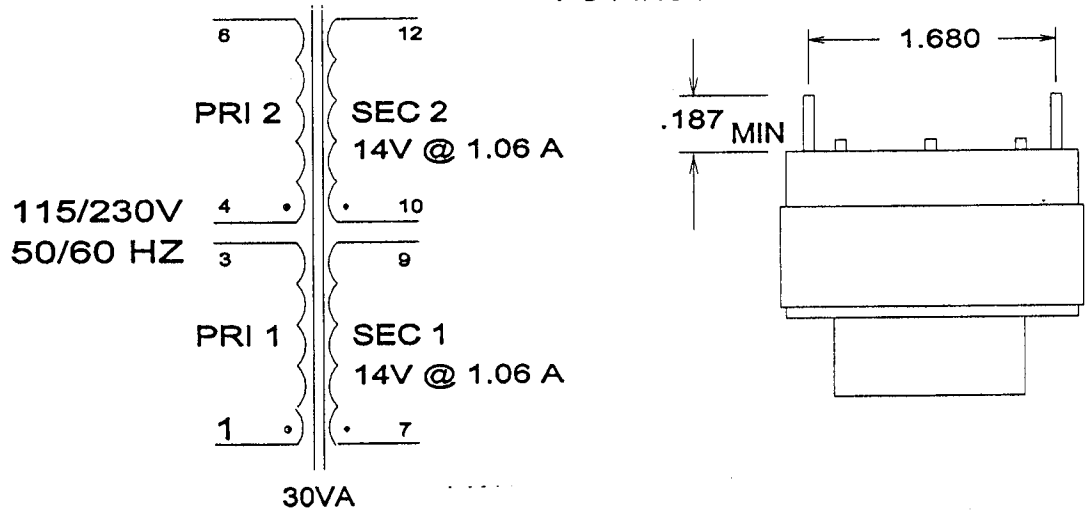 6
12
PRI 2
SEC 2
14V @ 1.06 A
4
10
115/230V
50/60 HZ
3
9
PRI 1
SEC 1
14V @ 1.06 A
1
7
30VA
1.680
.187 MIN